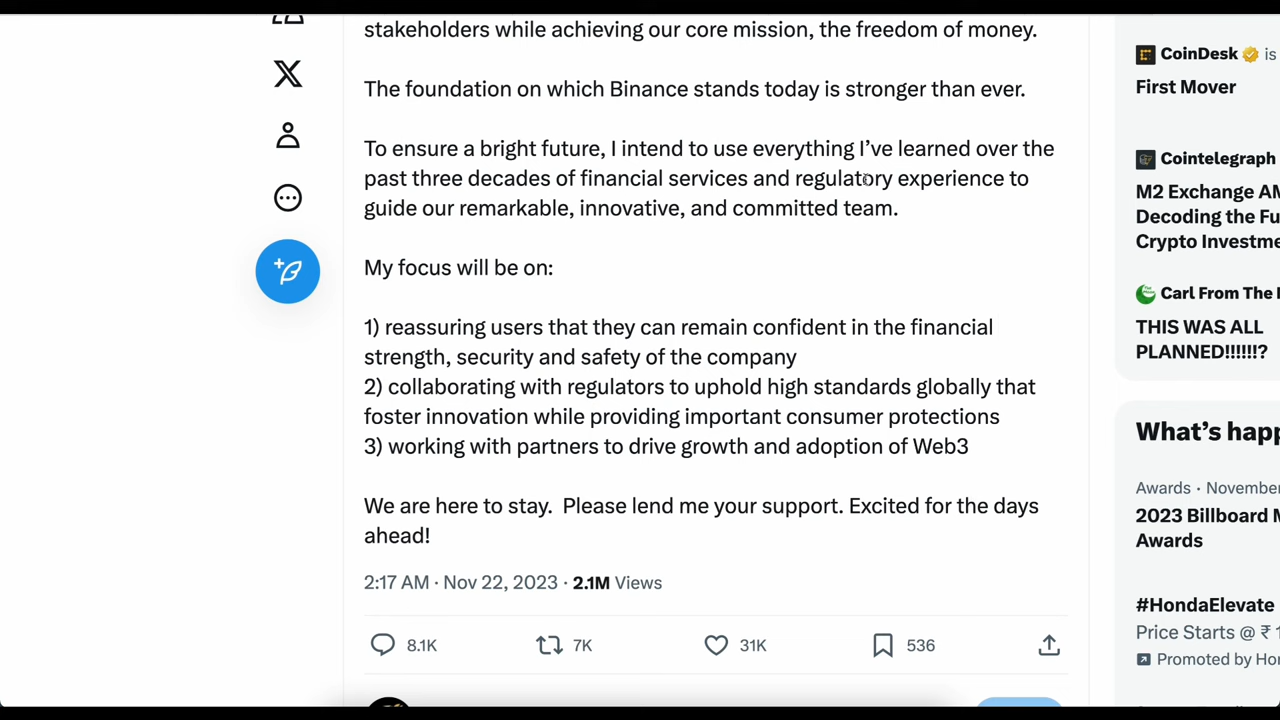 stakeholders while achieving our core mission, the freedom of money.
The foundation on which Binance stands today is stronger than ever.
To ensure a bright future, I intend to use everything I’ve learned over the
past three decades of financial services and regulatory experience to
guide our remarkable, innovative, and committed team.
My focus will be on:
1) reassuring users that they can remain confident in the financial
strength, security and safety of the company
2) collaborating with regulators to uphold high standards globally that
foster innovation while providing important consumer protections
3) working with partners to drive growth and adoption of Web3
We are here to stay.  Please lend me your support. Excited for the days
ahead!
2:17 AM · Nov 22, 2023 · 2.1M Views
8.1K 7K 31K 536
CoinDesk is
First Mover
Cointelegraph
M2 Exchange
Decoding the
Crypto
Carl From The
THIS WAS ALL
PLANNED!!!!!!?
What’s
Awards · November
2023 Billboard
Awards
#HondaElevate
Price Starts @ ₹
Promoted by